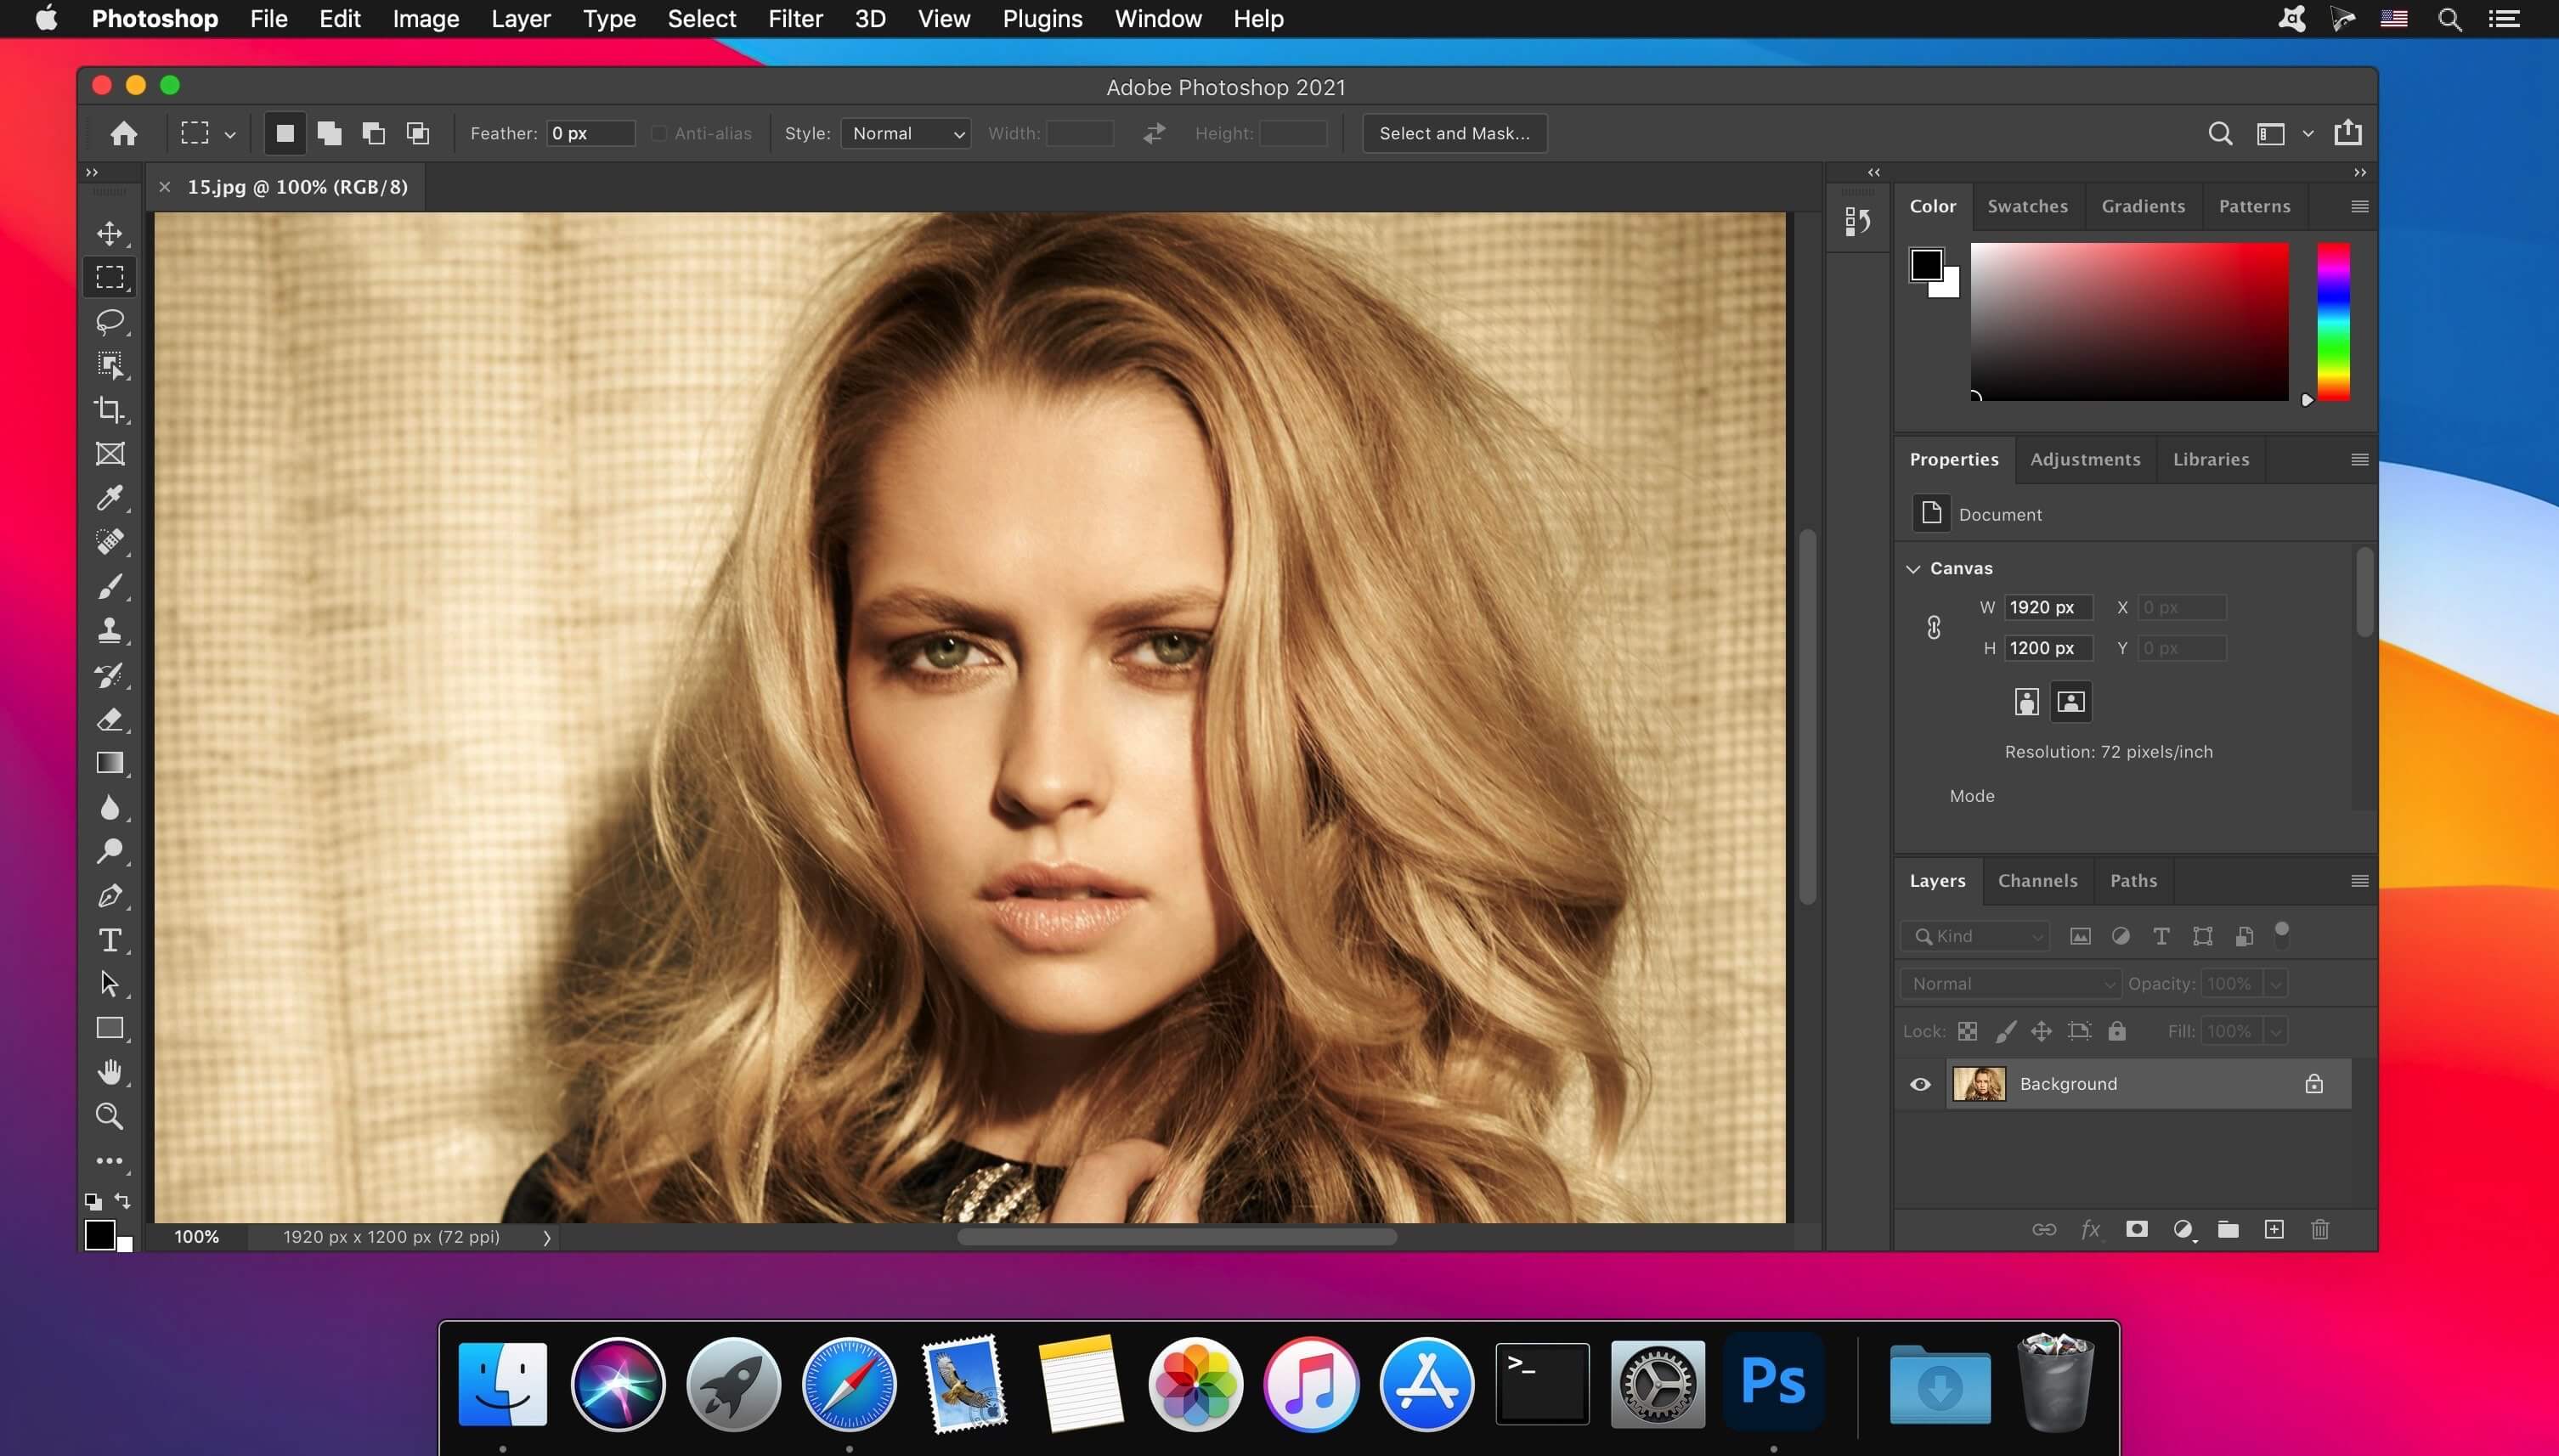 Photoshop File Edit Image Layer Type Select Filter 3D View Plugins Window Help
Adobe Photoshop 2021
Feather: 0 px Anti-alias Style: Normal Width: Height: Select and Mask...
15.jpg @ 100% (RGB/8)
Color Swatches Gradients Patterns
Properties Adjustments Libraries
Document
Canvas
W 1920 px X 0 px
H 1200 px Y 0 px
Resolution: 72 pixels/inch
Mode
Layers Channels Paths
Kind
Normal Opacity: 100%
Lock: Fill: 100%
Background
fx
100% 1920 px x 1200 px (72 ppi)
>_
Ps